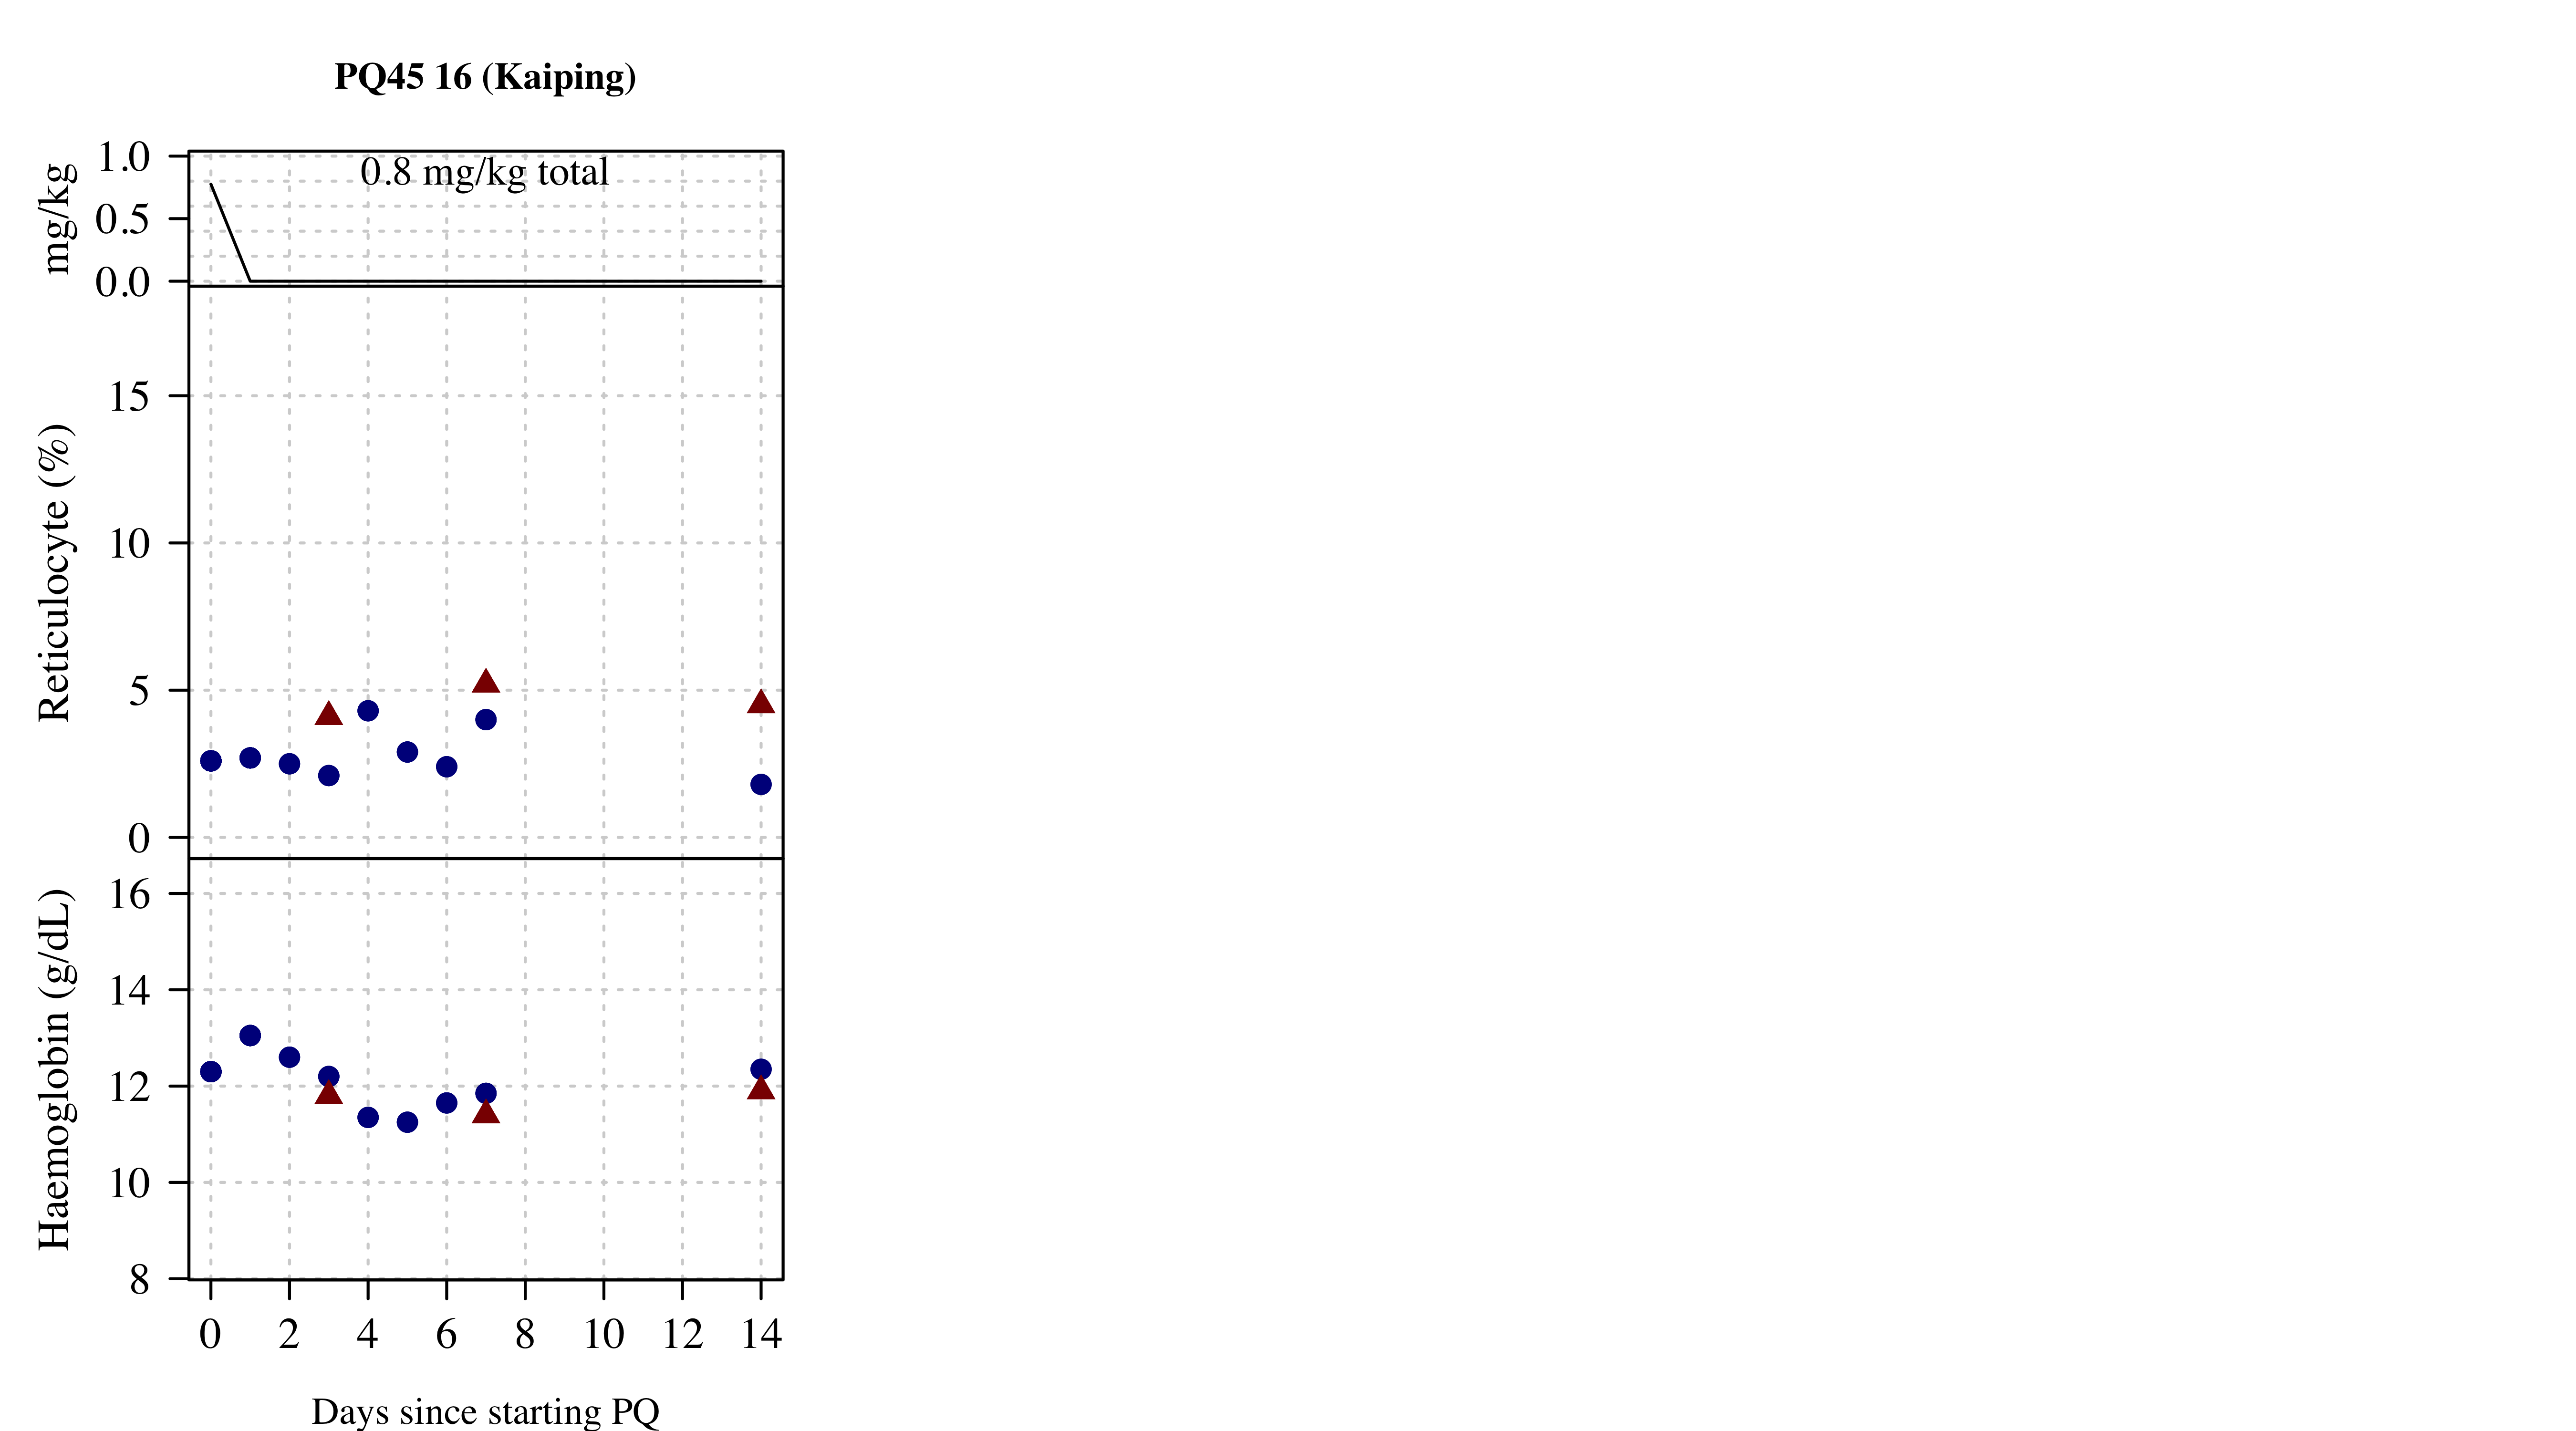 PQ45 16 (Kaiping)
mg/kg
1.0
0.5
0.0
0.8 mg/kg total
Reticulocyte (%)
15
10
5
0
Haemoglobin (g/dL)
16
14
12
10
8
0 2 4 6 8 10 12 14
Days since starting PQ